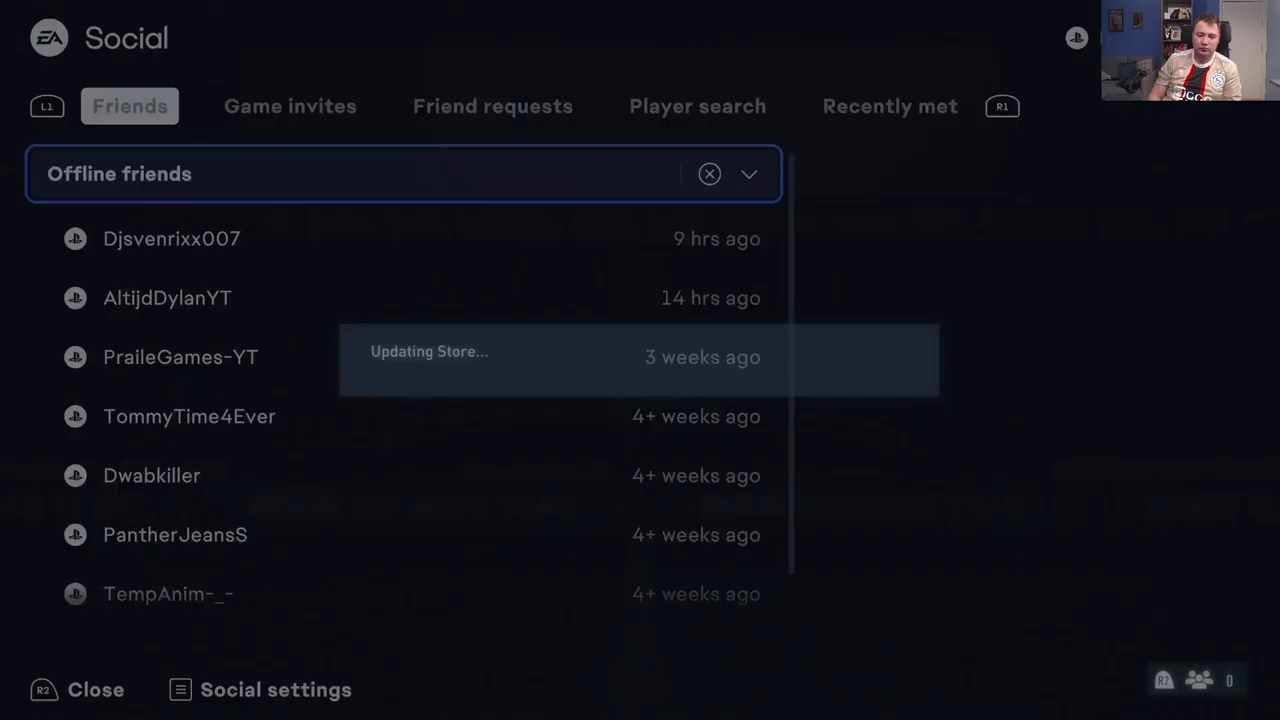 EA Social
L1 Friends Game invites Friend requests Player search Recently met R1
Offline friends
Djsvenrixx007 9 hrs ago
AltijdDylanYT 14 hrs ago
Updating Store...
PraileGames-YT 3 weeks ago
TommyTime4Ever 4+ weeks ago
Dwabkiller 4+ weeks ago
PantherJeansS 4+ weeks ago
TempAnim-_- 4+ weeks ago
R2 Close Social settings
R2 0